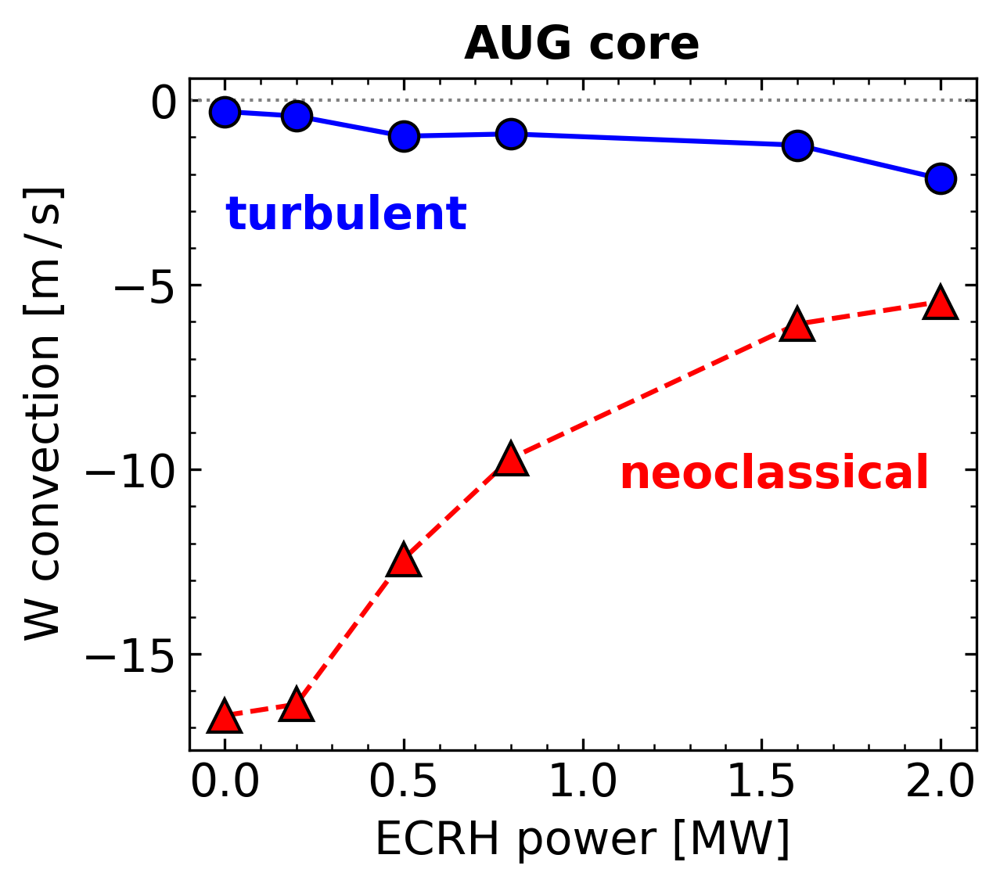 AUG core
W convection [m / s]
0
−5
−10
−15
turbulent
neoclassical
0.0 0.5 1.0 1.5 2.0
ECRH power [MW]